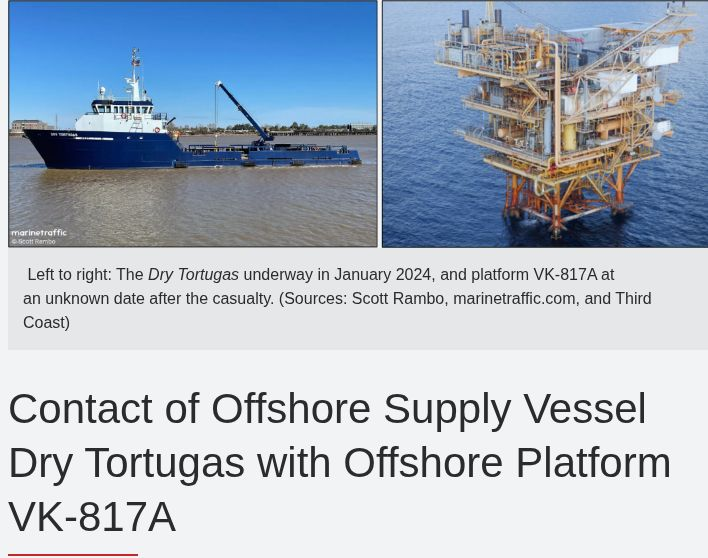 DRY TORTUGAS
marinetraffic
© Scott Rambo
Left to right: The Dry Tortugas underway in January 2024, and platform VK-817A at
an unknown date after the casualty. (Sources: Scott Rambo, marinetraffic.com, and Third
Coast)
Contact of Offshore Supply Vessel
Dry Tortugas with Offshore Platform
VK-817A